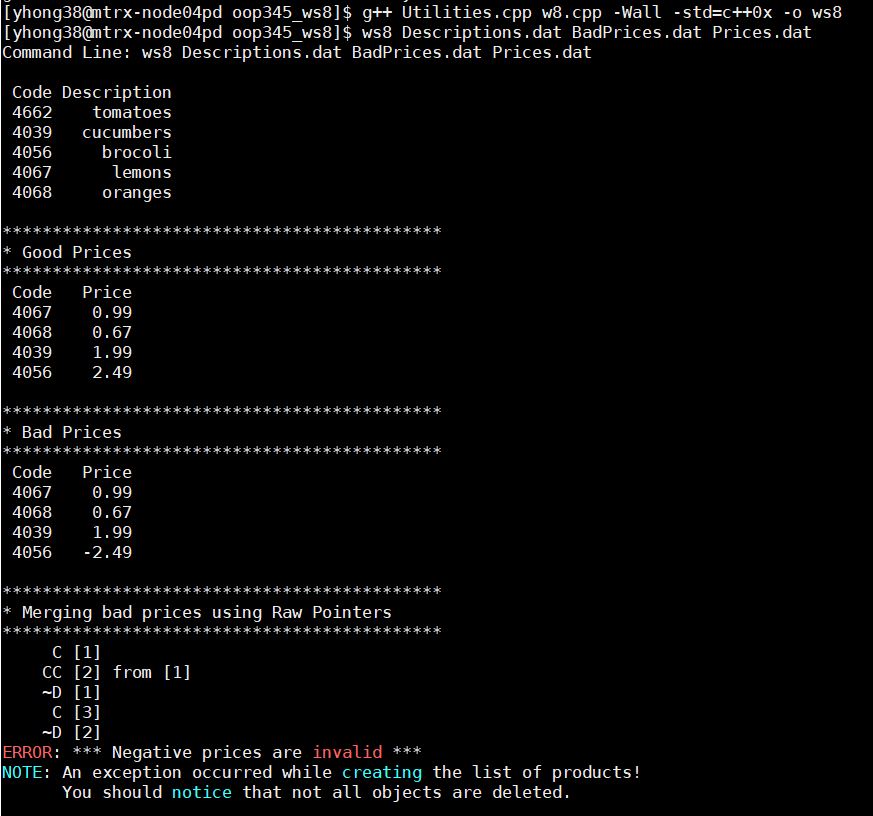 [yhong38@mtrx-node04pd oop345_ws8]$ g++ Utilities.cpp w8.cpp -Wall -std=c++0x -o ws8
[yhong38@mtrx-node04pd oop345_ws8]$ ws8 Descriptions.dat BadPrices.dat Prices.dat
Command Line: ws8 Descriptions.dat BadPrices.dat Prices.dat

 Code Description
 4662    tomatoes
 4039   cucumbers
 4056     brocoli
 4067      lemons
 4068     oranges

********************************************
* Good Prices
********************************************
 Code   Price
 4067    0.99
 4068    0.67
 4039    1.99
 4056    2.49

********************************************
* Bad Prices
********************************************
 Code   Price
 4067    0.99
 4068    0.67
 4039    1.99
 4056   -2.49

********************************************
* Merging bad prices using Raw Pointers
********************************************
     C [1]
    CC [2] from [1]
    ~D [1]
     C [3]
    ~D [2]
ERROR: *** Negative prices are invalid ***
NOTE: An exception occurred while creating the list of products!
      You should notice that not all objects are deleted.